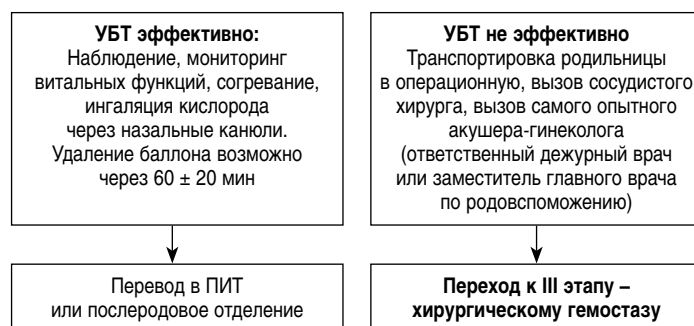 УБТ эффективно:
Наблюдение, мониторинг
витальных функций, согревание,
ингаляция кислорода
через назальные канюли.
Удаление баллона возможно
через 60 ± 20 мин
УБТ не эффективно
Транспортировка родильницы
в операционную, вызов сосудистого
хирурга, вызов самого опытного
акушера-гинеколога
(ответственный дежурный врач
или заместитель главного врача
по родовспоможению)
Перевод в ПИТ
или послеродовое отделение
Переход к III этапу –
хирургическому гемостазу